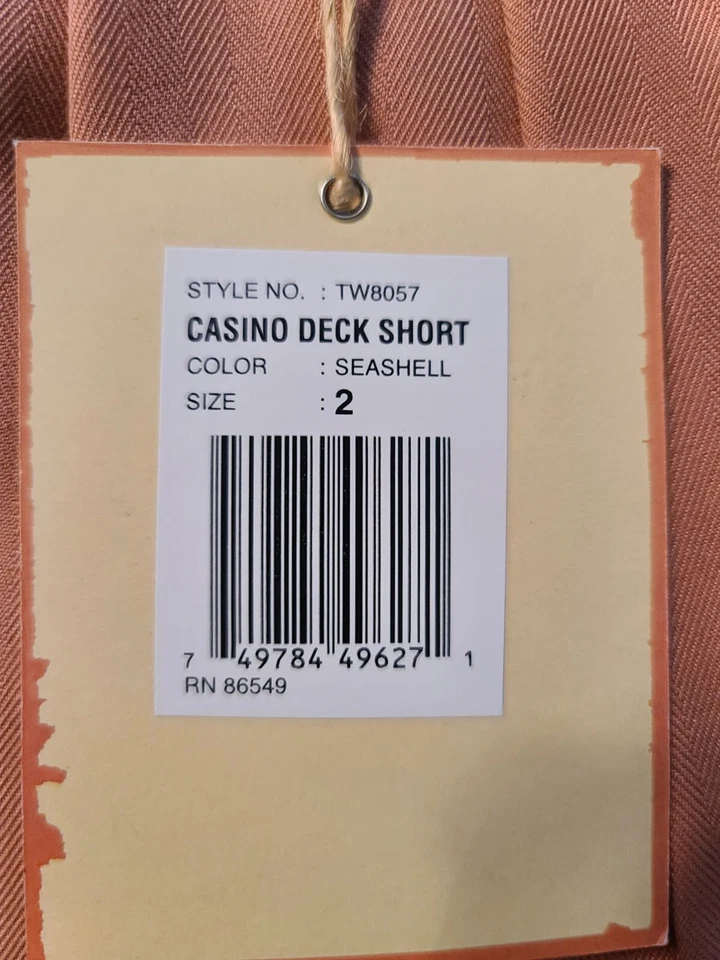 STYLE NO. : TW8057
CASINO DECK SHORT
COLOR : SEASHELL
SIZE : 2
7 49784 49627 1
RN 86549